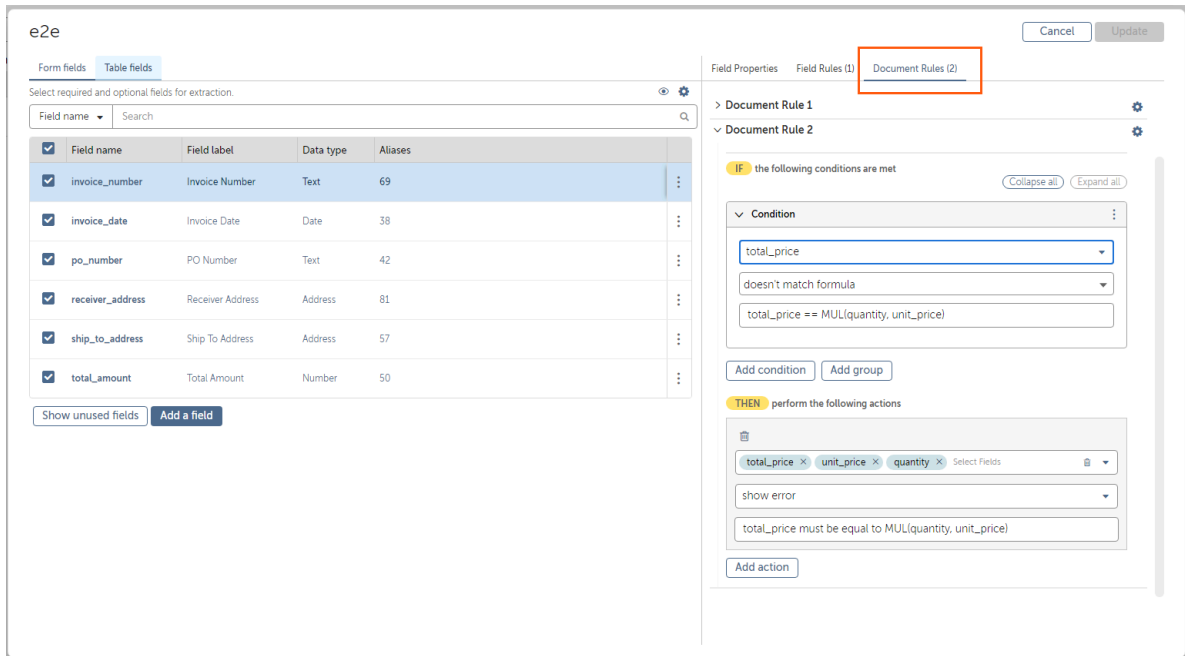 e2e
Cancel Update
Form fields Table fields
Select required and optional fields for extraction.
Field name Search
Field name Field label Data type Aliases
invoice_number Invoice Number Text 69
invoice_date Invoice Date Date 38
po_number PO Number Text 42
receiver_address Receiver Address Address 81
ship_to_address Ship To Address Address 57
total_amount Total Amount Number 50
Show unused fields Add a field
Field Properties Field Rules (1) Document Rules (2)
Document Rule 1
Document Rule 2
IF the following conditions are met
Collapse all Expand all
Condition
total_price
doesn't match formula
total_price == MUL(quantity, unit_price)
Add condition Add group
THEN perform the following actions
total_price × unit_price × quantity × Select Fields
show error
total_price must be equal to MUL(quantity, unit_price)
Add action